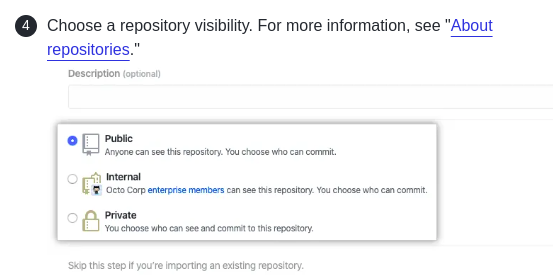 4 Choose a repository visibility. For more information, see "About
repositories."
Description (optional)
Public
Anyone can see this repository. You choose who can commit.
Internal
Octo Corp enterprise members can see this repository. You choose who can commit.
Private
You choose who can see and commit to this repository.
Skip this step if you're importing an existing repository.